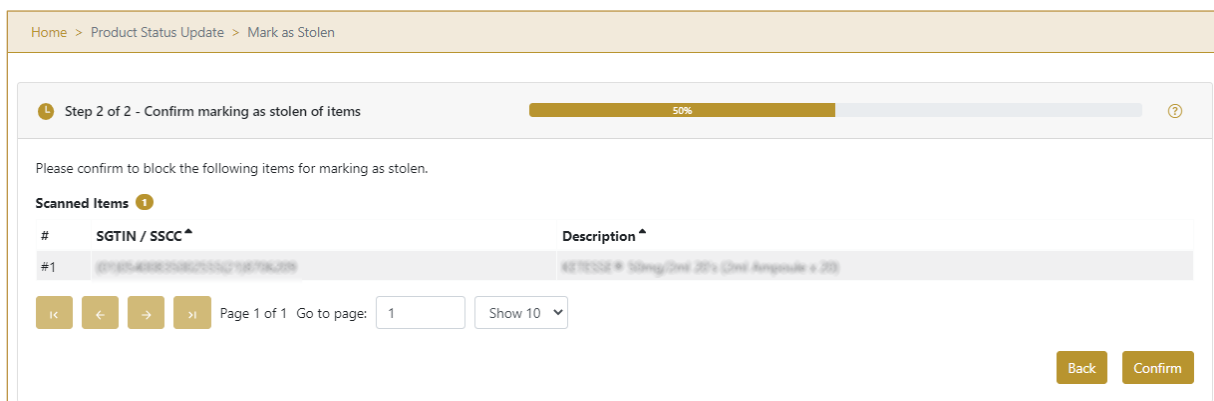 Home > Product Status Update > Mark as Stolen
Step 2 of 2 - Confirm marking as stolen of items 50% ?
Please confirm to block the following items for marking as stolen.
Scanned Items 1
# SGTIN / SSCC Description
#1
Page 1 of 1 Go to page: 1 Show 10
Back Confirm